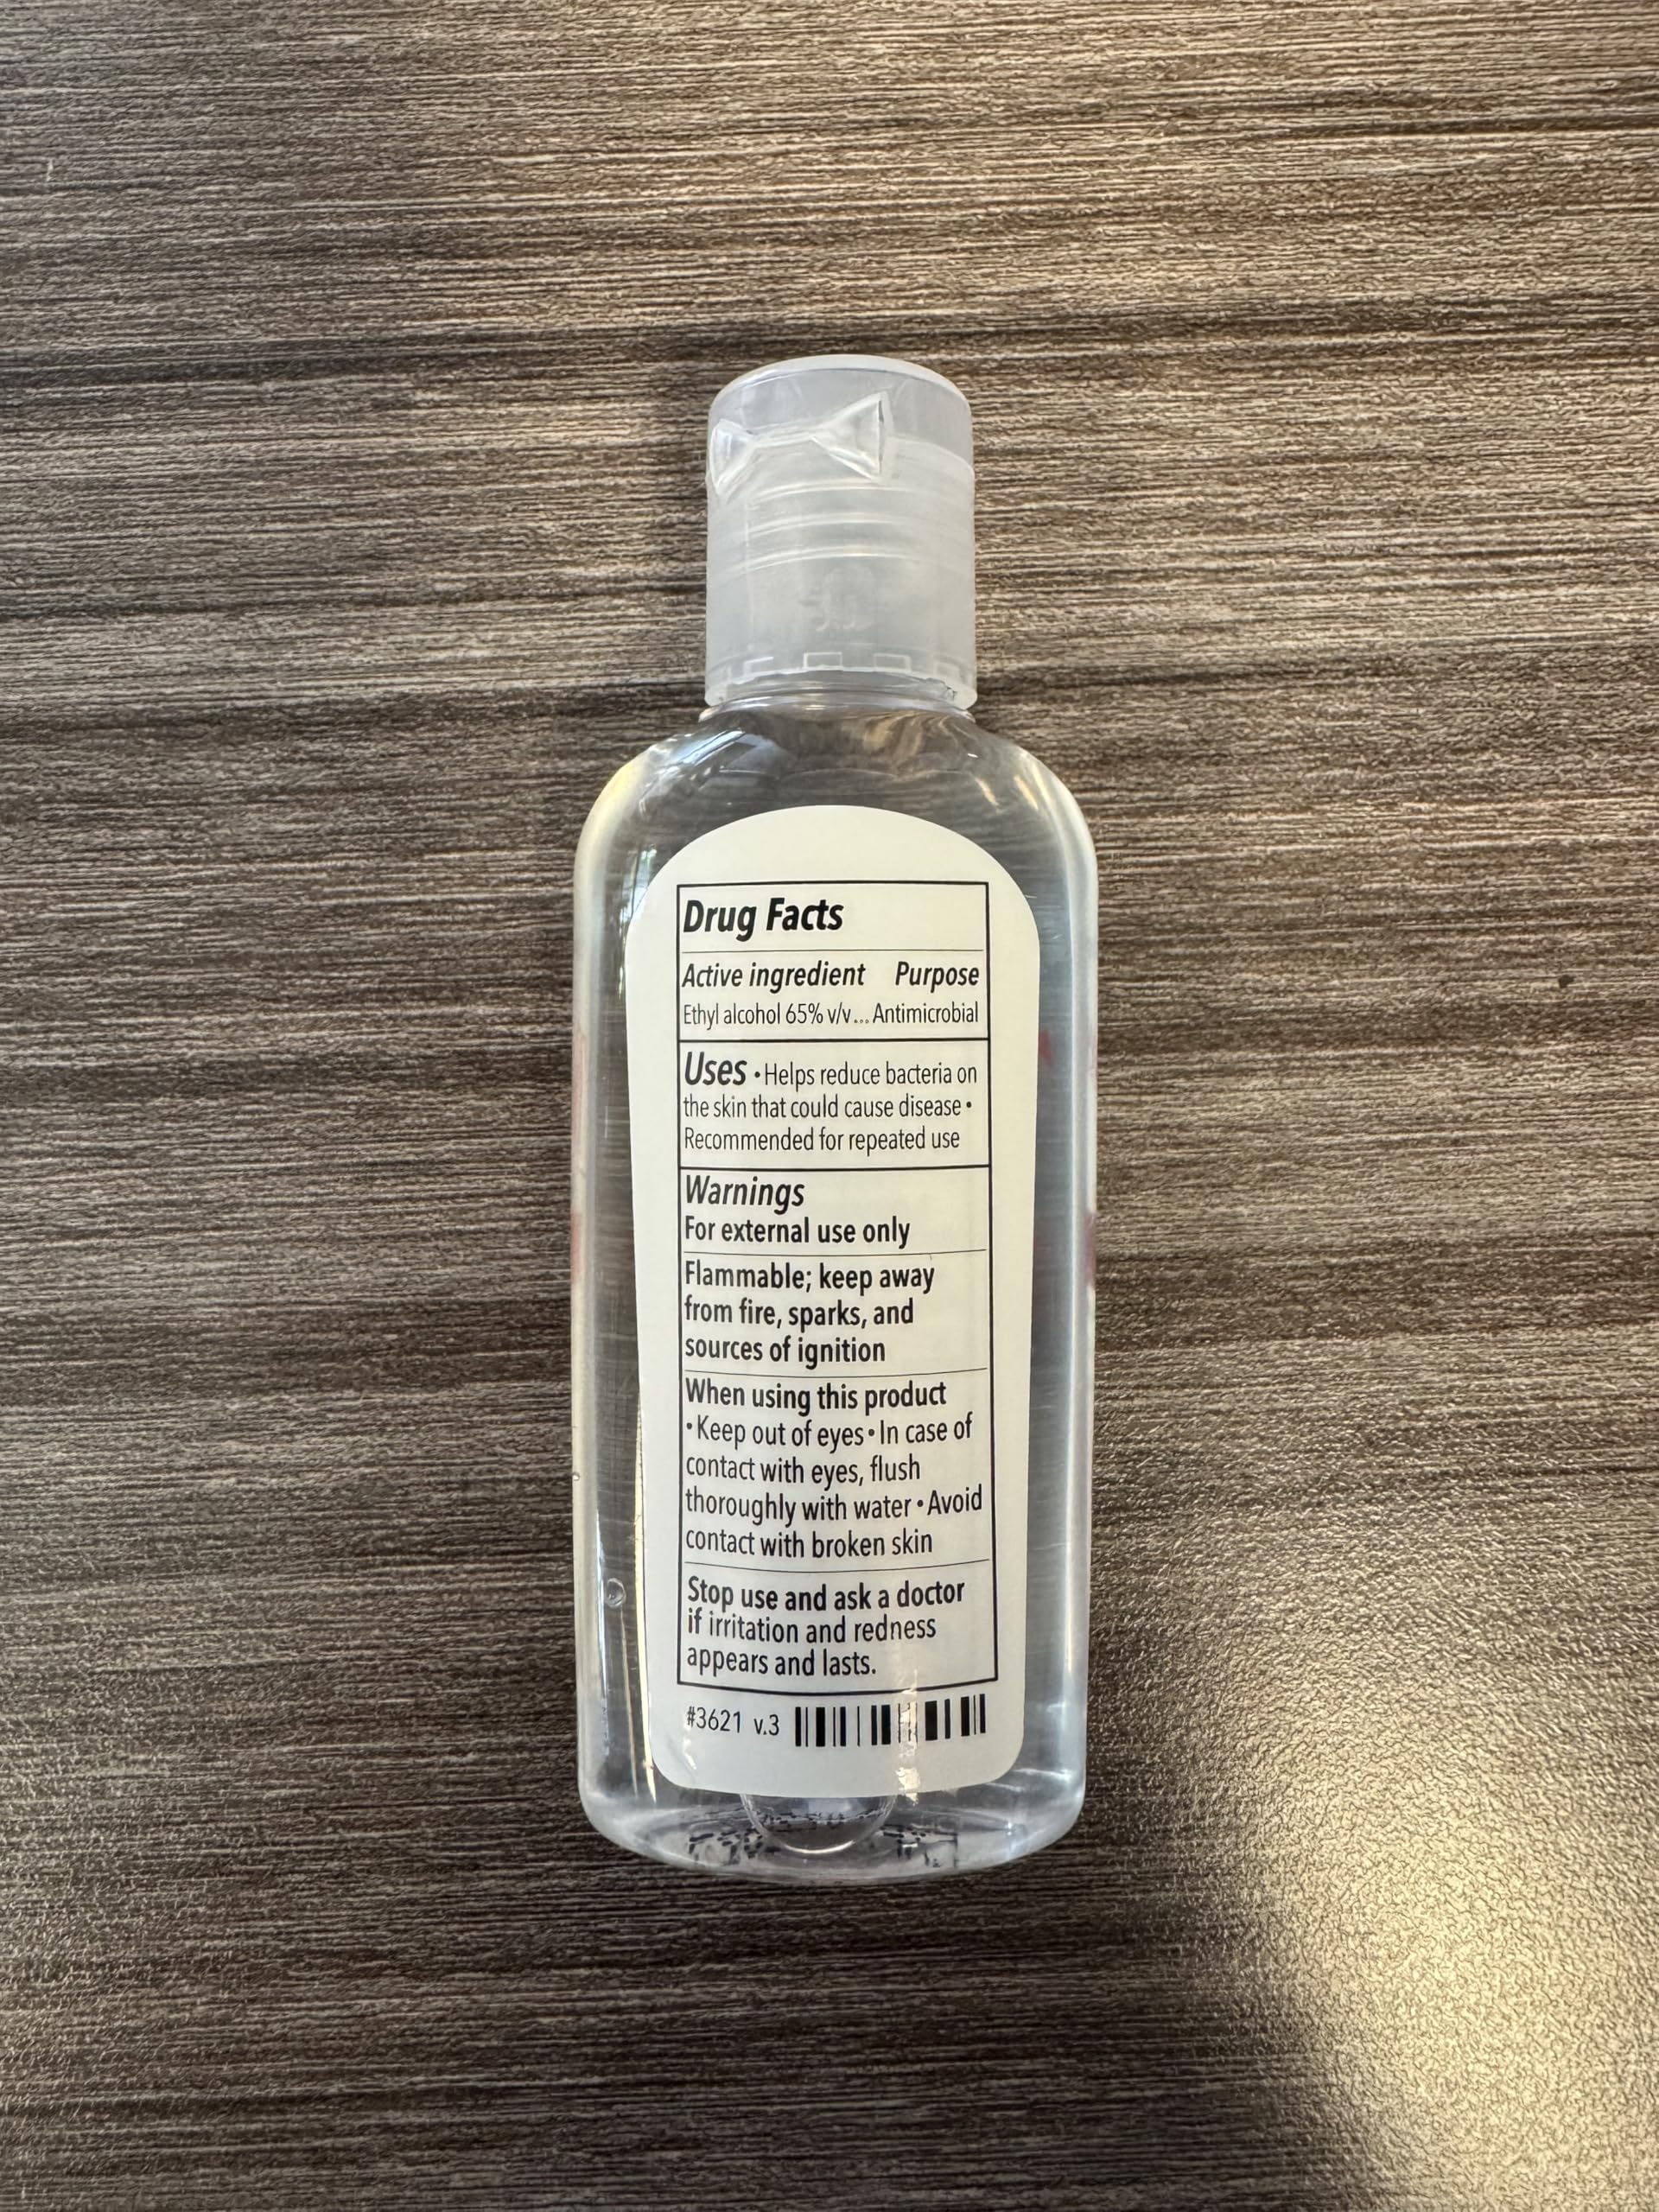 Drug Facts
Active ingredient Purpose
Ethyl alcohol 65% v/v... Antimicrobial
Uses • Helps reduce bacteria on
the skin that could cause disease •
Recommended for repeated use
Warnings
For external use only
Flammable; keep away
from fire, sparks, and
sources of ignition
When using this product
• Keep out of eyes • In case of
contact with eyes, flush
thoroughly with water • Avoid
contact with broken skin
Stop use and ask a doctor
if irritation and redness
appears and lasts.
#3621 v.3